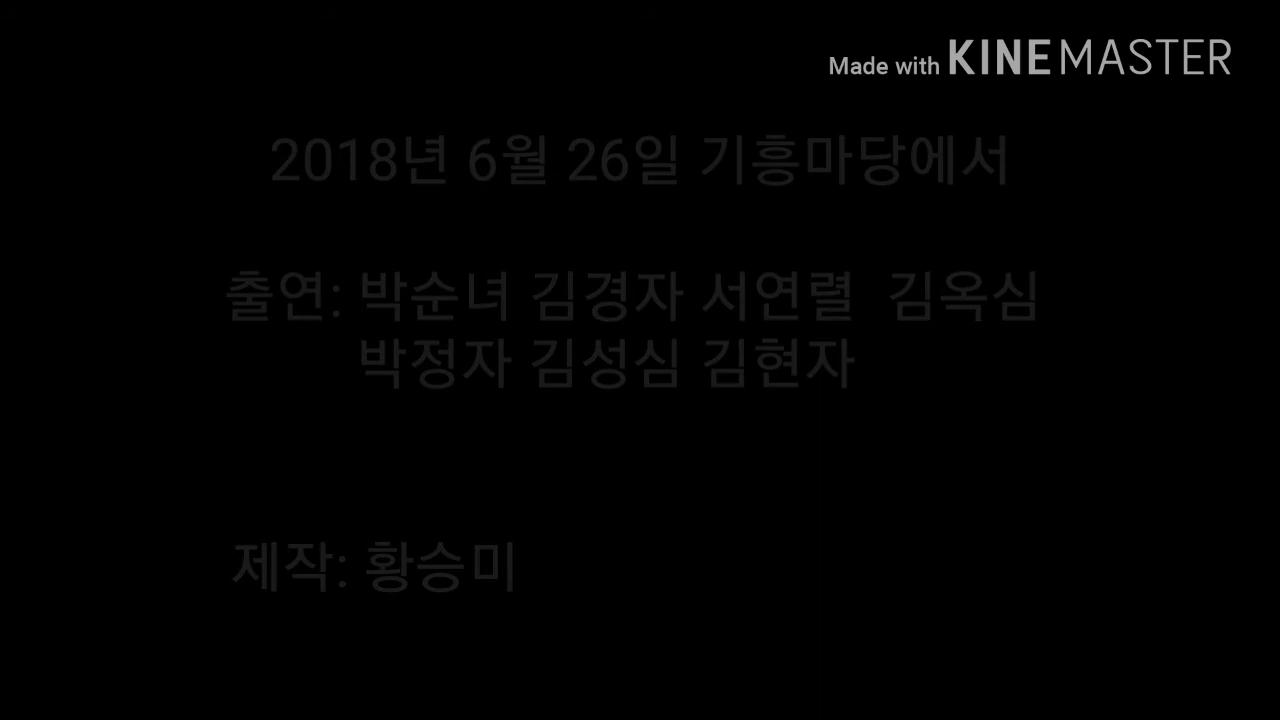 Made with KINEMASTER
2018년 6월 26일 기흥마당에서
출연: 박순녀 김경자 서연렬 김옥심
박정자 김성심 김현자
제작: 황승미